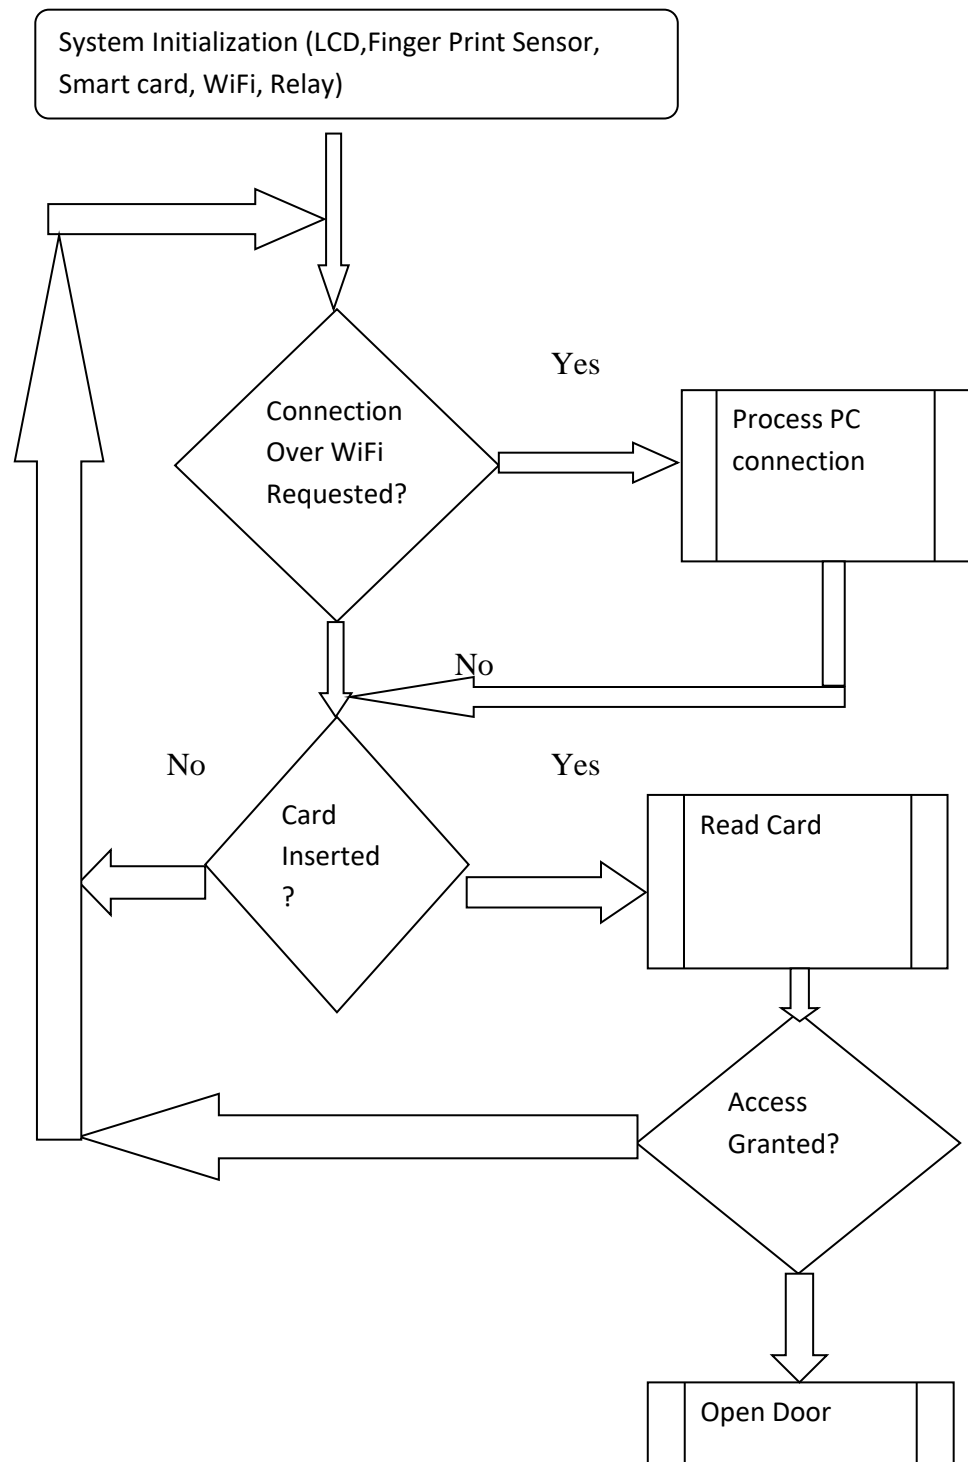 System Initialization (LCD,Finger Print Sensor,
Smart card, WiFi, Relay)
Yes
Connection
Over WiFi
Requested?
Process PC
connection
No
No
Yes
Card
Inserted
?
Read Card
Access
Granted?
Open Door